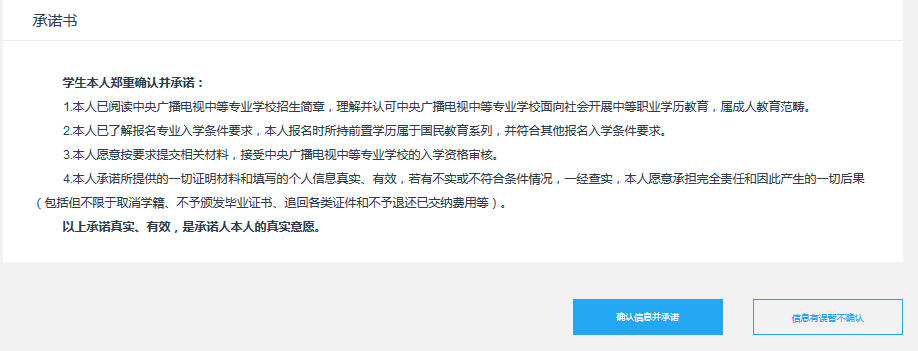 承诺书
学生本人郑重确认并承诺：
1.本人已阅读中央广播电视中等专业学校招生简章，理解并认可中央广播电视中等专业学校面向社会开展中等职业学历教育，属成人教育范畴。
2.本人已了解报名专业入学条件要求，本人报名时所持前置学历属于国民教育系列，并符合其他报名入学条件要求。
3.本人愿意按要求提交相关材料，接受中央广播电视中等专业学校的入学资格审核。
4.本人承诺所提供的一切证明材料和填写的个人信息真实、有效，若有不实或不符合条件情况，一经查实，本人愿意承担完全责任和因此产生的一切后果
（包括但不限于取消学籍、不予颁发毕业证书、追回各类证件和不予退还已交纳费用等）。
以上承诺真实、有效，是承诺人本人的真实意愿。
确认信息并承诺
信息有误暂不确认